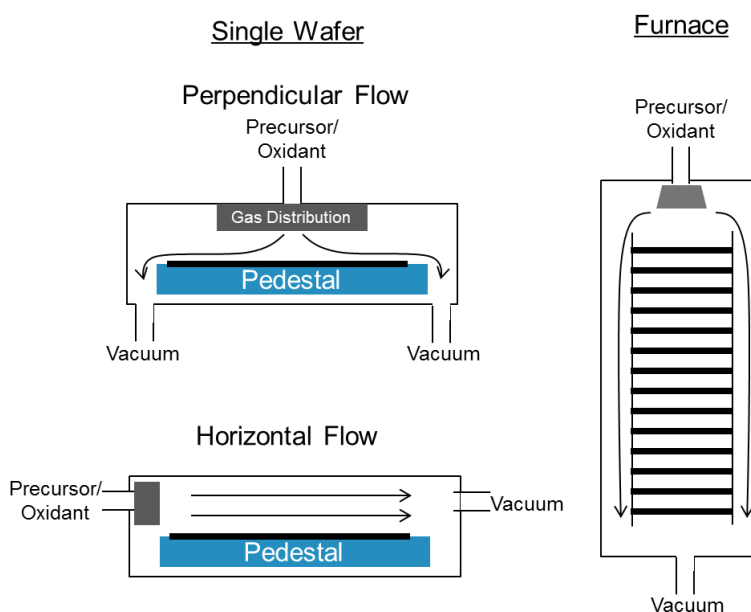 Single Wafer
Perpendicular Flow
Precursor/
Oxidant
Gas Distribution
Pedestal
Vacuum
Vacuum
Horizontal Flow
Precursor/
Oxidant
Vacuum
Pedestal
Furnace
Precursor/
Oxidant
Vacuum